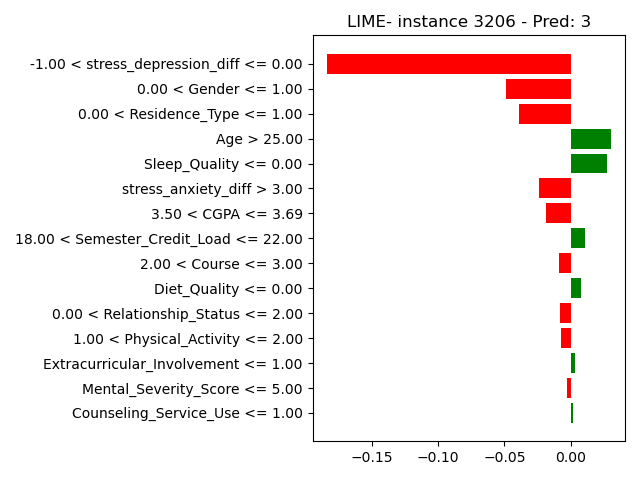 LIME- instance 3206 - Pred: 3
-1.00 < stress_depression_diff <= 0.00
0.00 < Gender <= 1.00
0.00 < Residence_Type <= 1.00
Age > 25.00
Sleep_Quality <= 0.00
stress_anxiety_diff > 3.00
3.50 < CGPA <= 3.69
18.00 < Semester_Credit_Load <= 22.00
2.00 < Course <= 3.00
Diet_Quality <= 0.00
0.00 < Relationship_Status <= 2.00
1.00 < Physical_Activity <= 2.00
Extracurricular_Involvement <= 1.00
Mental_Severity_Score <= 5.00
Counseling_Service_Use <= 1.00
−0.15 −0.10 −0.05 0.00